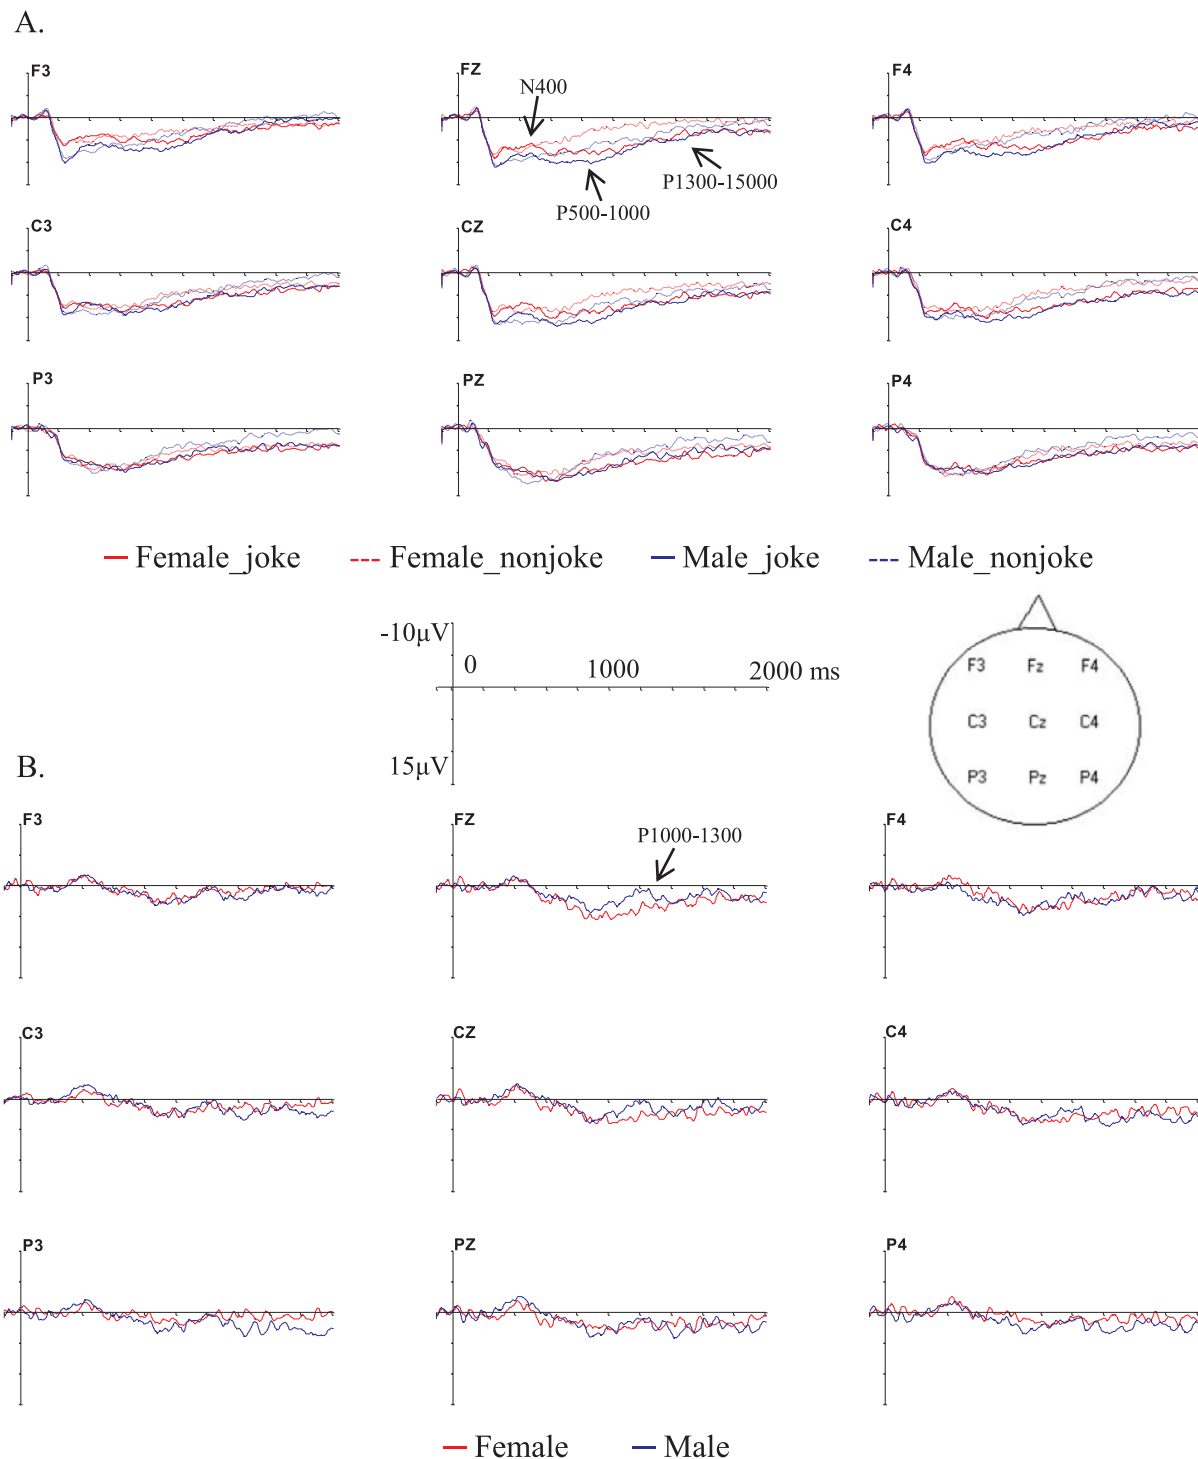 A.
F3 FZ F4
N400
P1300-15000
P500-1000
C3 CZ C4
P3 PZ P4
Female_joke Female_nonjoke Male_joke Male_nonjoke
-10μV
0 1000 2000 ms
15μV
F3 Fz F4
C3 Cz C4
P3 Pz P4
B.
F3 FZ F4
P1000-1300
C3 CZ C4
P3 PZ P4
Female Male